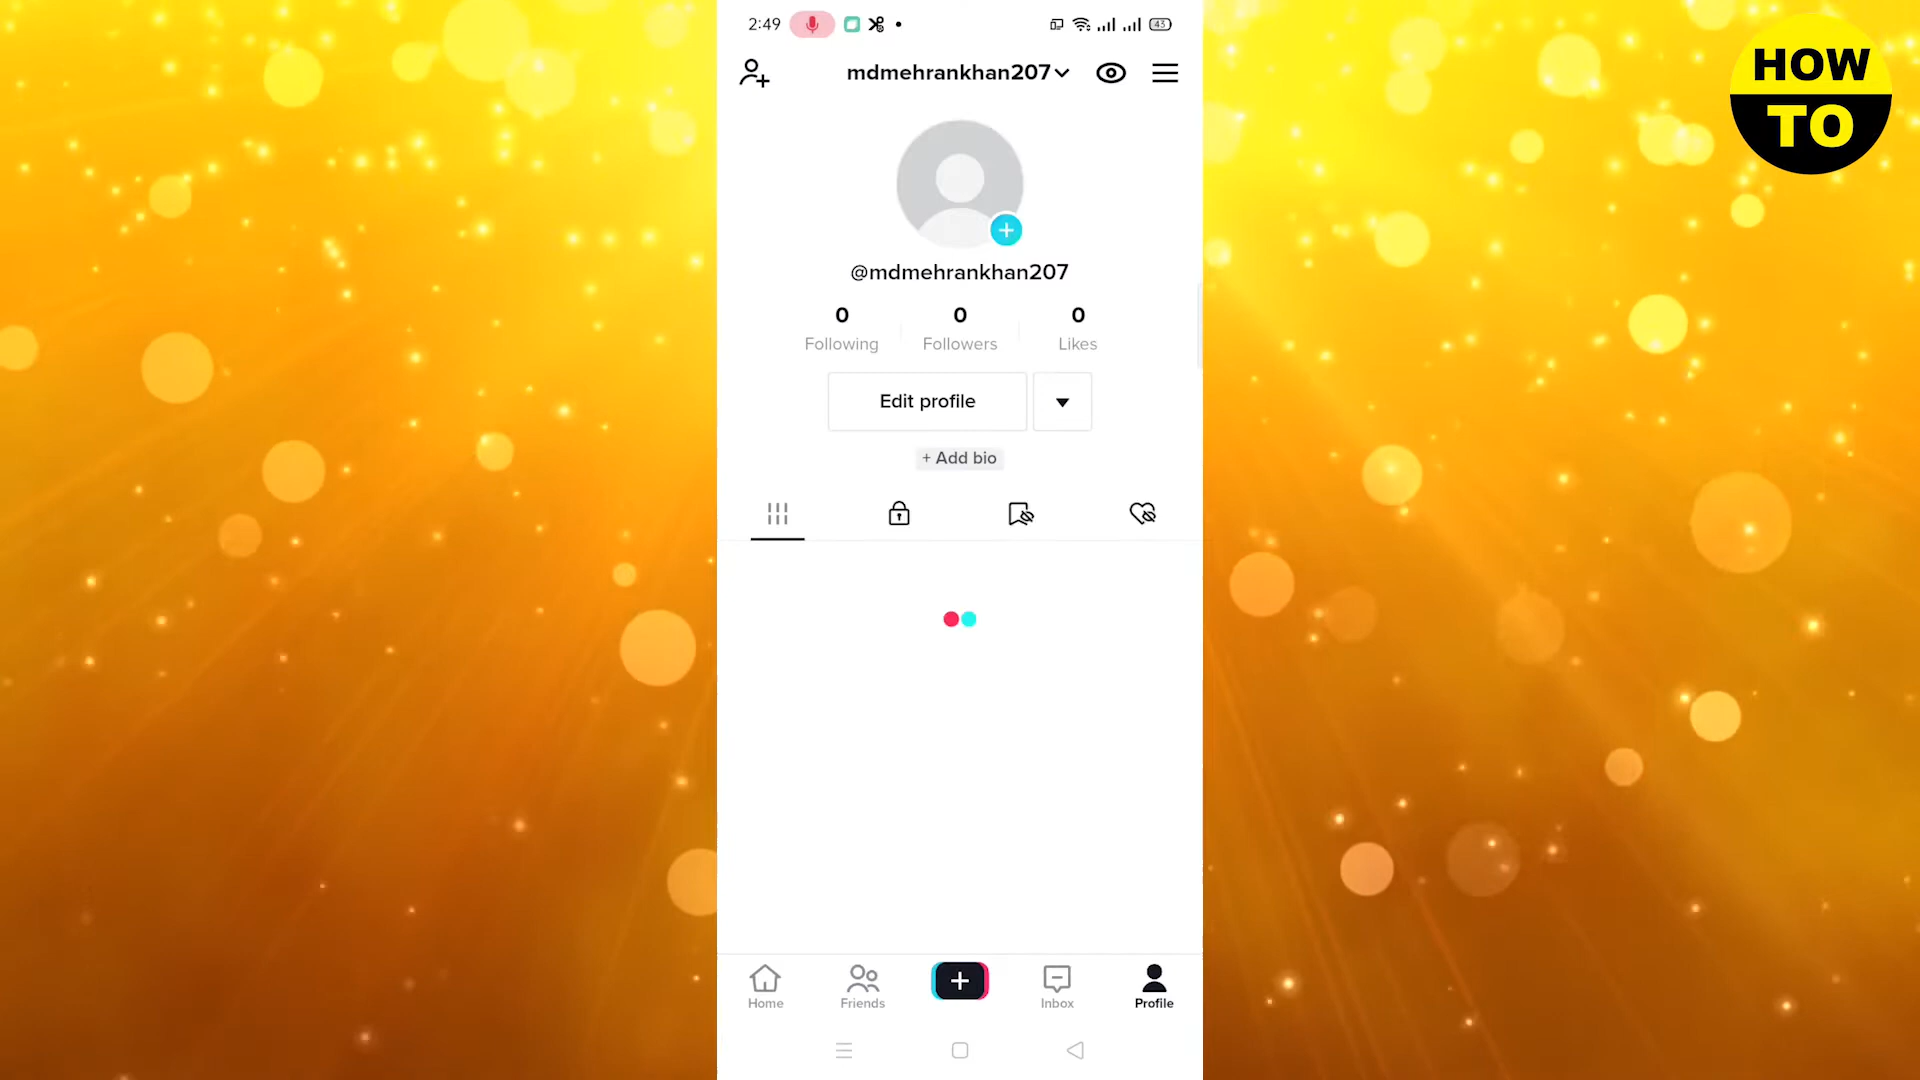 2:49
43
HOW
TO
mdmehrankhan207
@mdmehrankhan207
0 0 0
Following Followers Likes
Edit profile
+ Add bio
Home Friends Inbox Profile